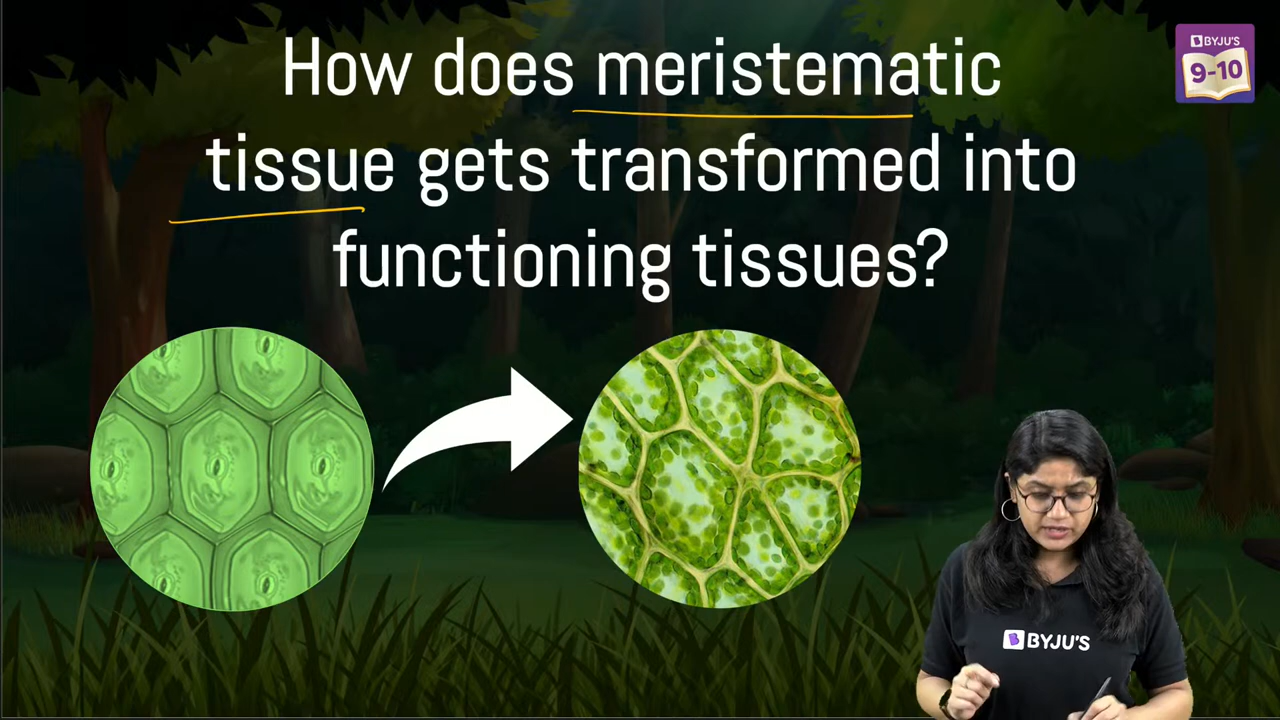 How does meristematic
tissue gets transformed into
functioning tissues?
BYJU'S
9-10
BYJU'S